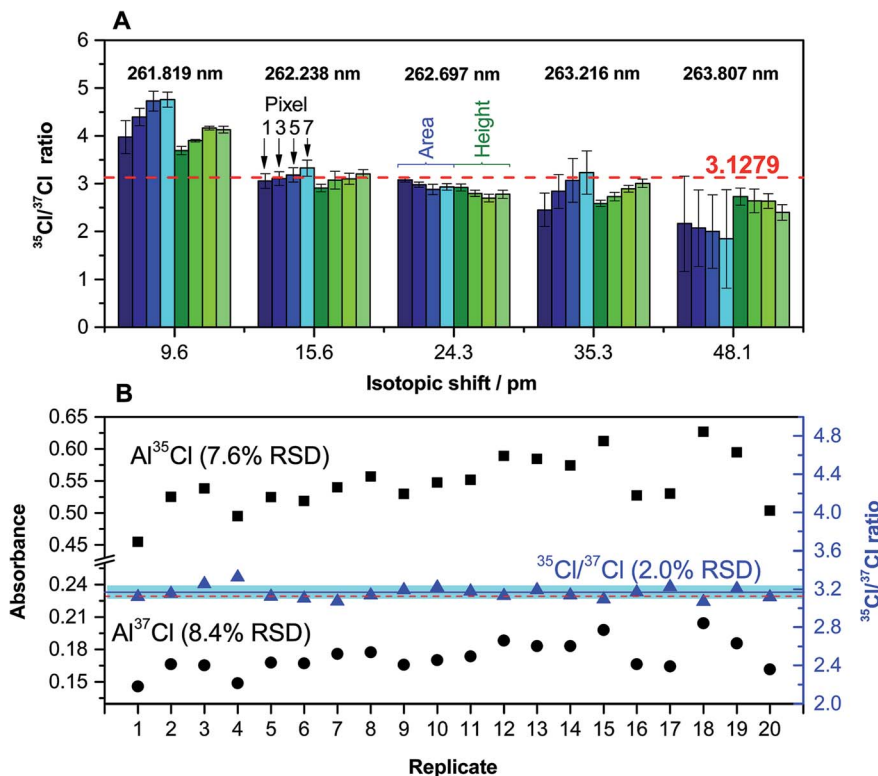 A
³⁵Cl/³⁷Cl ratio
6
5
4
3
2
1
0
261.819 nm 262.238 nm 262.697 nm 263.216 nm 263.807 nm
Pixel
1 3 5 7
Area
Height
3.1279
9.6 15.6 24.3 35.3 48.1
Isotopic shift / pm
B
Absorbance
0.65
0.60
0.55
0.50
0.45
0.24
0.21
0.18
0.15
Al³⁵Cl (7.6% RSD)
³⁵Cl/³⁷Cl (2.0% RSD)
Al³⁷Cl (8.4% RSD)
4.8
4.4
4.0
3.6
3.2
2.8
2.4
2.0
³⁵Cl/³⁷Cl ratio
1 2 3 4 5 6 7 8 9 10 11 12 13 14 15 16 17 18 19 20
Replicate